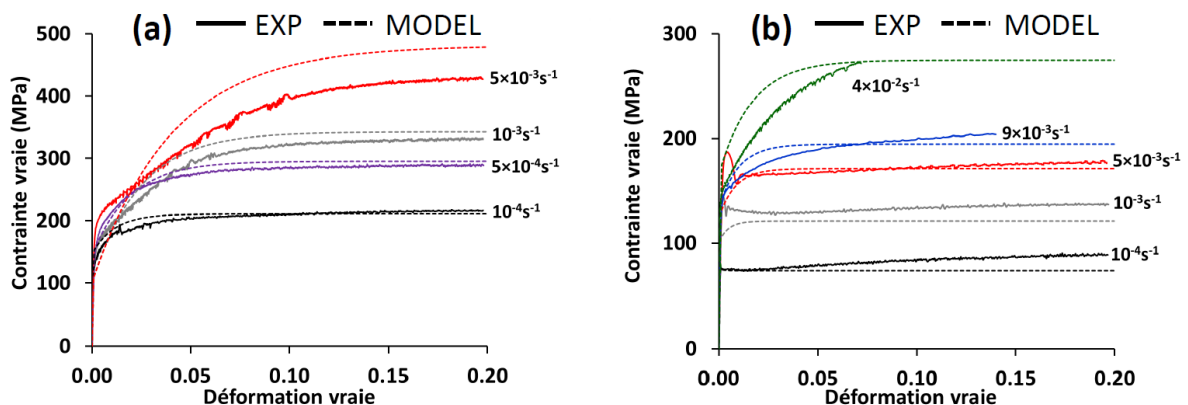 (a) EXP MODEL
Contrainte vraie (MPa)
500
400
300
200
100
0
5×10⁻³s⁻¹
10⁻³s⁻¹
5×10⁻⁴s⁻¹
10⁻⁴s⁻¹
0.00 0.05 0.10 0.15 0.20
Déformation vraie
(b) EXP MODEL
Contrainte vraie (MPa)
300
200
100
0
4×10⁻²s⁻¹
9×10⁻³s⁻¹
5×10⁻³s⁻¹
10⁻³s⁻¹
10⁻⁴s⁻¹
0.00 0.05 0.10 0.15 0.20
Déformation vraie